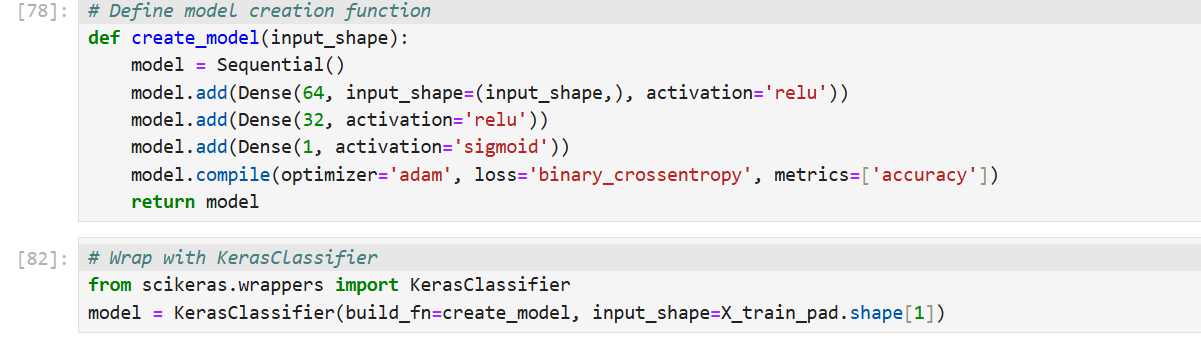 [78]: # Define model creation function
def create_model(input_shape):
    model = Sequential()
    model.add(Dense(64, input_shape=(input_shape,), activation='relu'))
    model.add(Dense(32, activation='relu'))
    model.add(Dense(1, activation='sigmoid'))
    model.compile(optimizer='adam', loss='binary_crossentropy', metrics=['accuracy'])
    return model
[82]: # Wrap with KerasClassifier
from scikeras.wrappers import KerasClassifier
model = KerasClassifier(build_fn=create_model, input_shape=X_train_pad.shape[1])